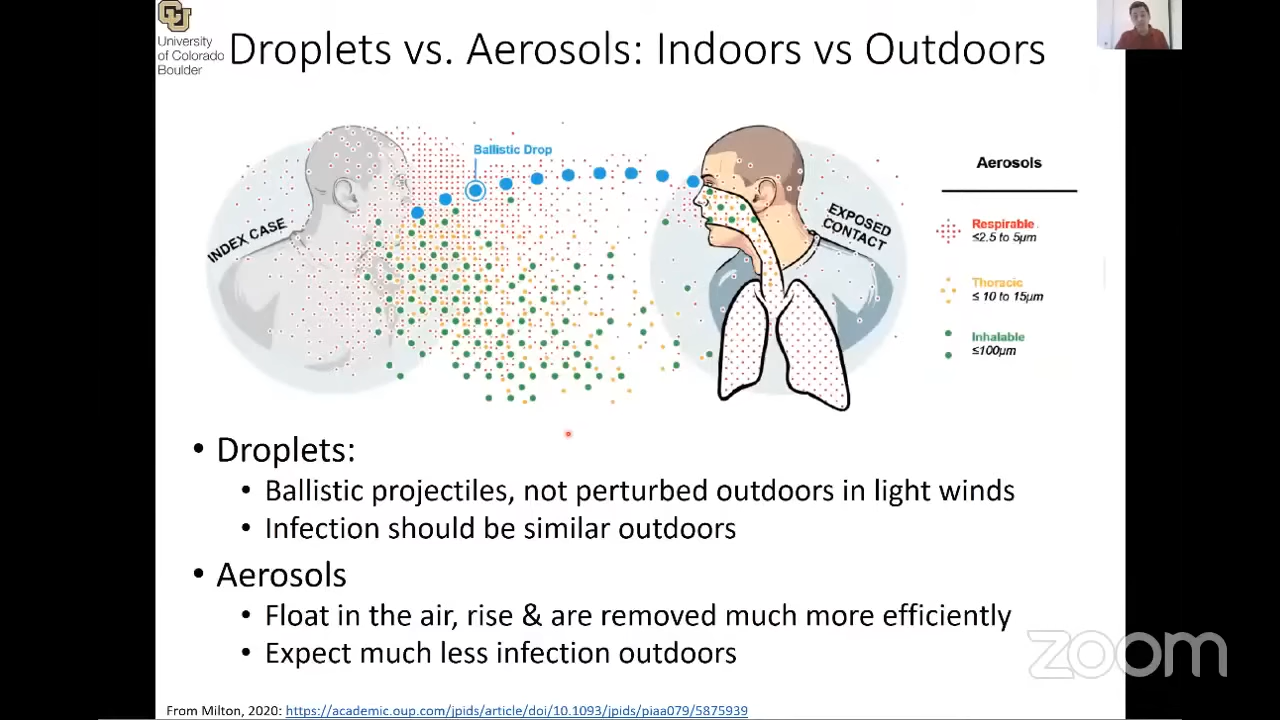 University
of Colorado
Boulder
Droplets vs. Aerosols: Indoors vs Outdoors
Ballistic Drop
INDEX CASE
EXPOSED
CONTACT
Aerosols
Respirable
≤2.5 to 5µm
Thoracic
≤ 10 to 15µm
Inhalable
≤100µm
• Droplets:
• Ballistic projectiles, not perturbed outdoors in light winds
• Infection should be similar outdoors
• Aerosols
• Float in the air, rise & are removed much more efficiently
• Expect much less infection outdoors
zoom
From Milton, 2020: https://academic.oup.com/jpids/article/doi/10.1093/jpids/piaa079/5875939